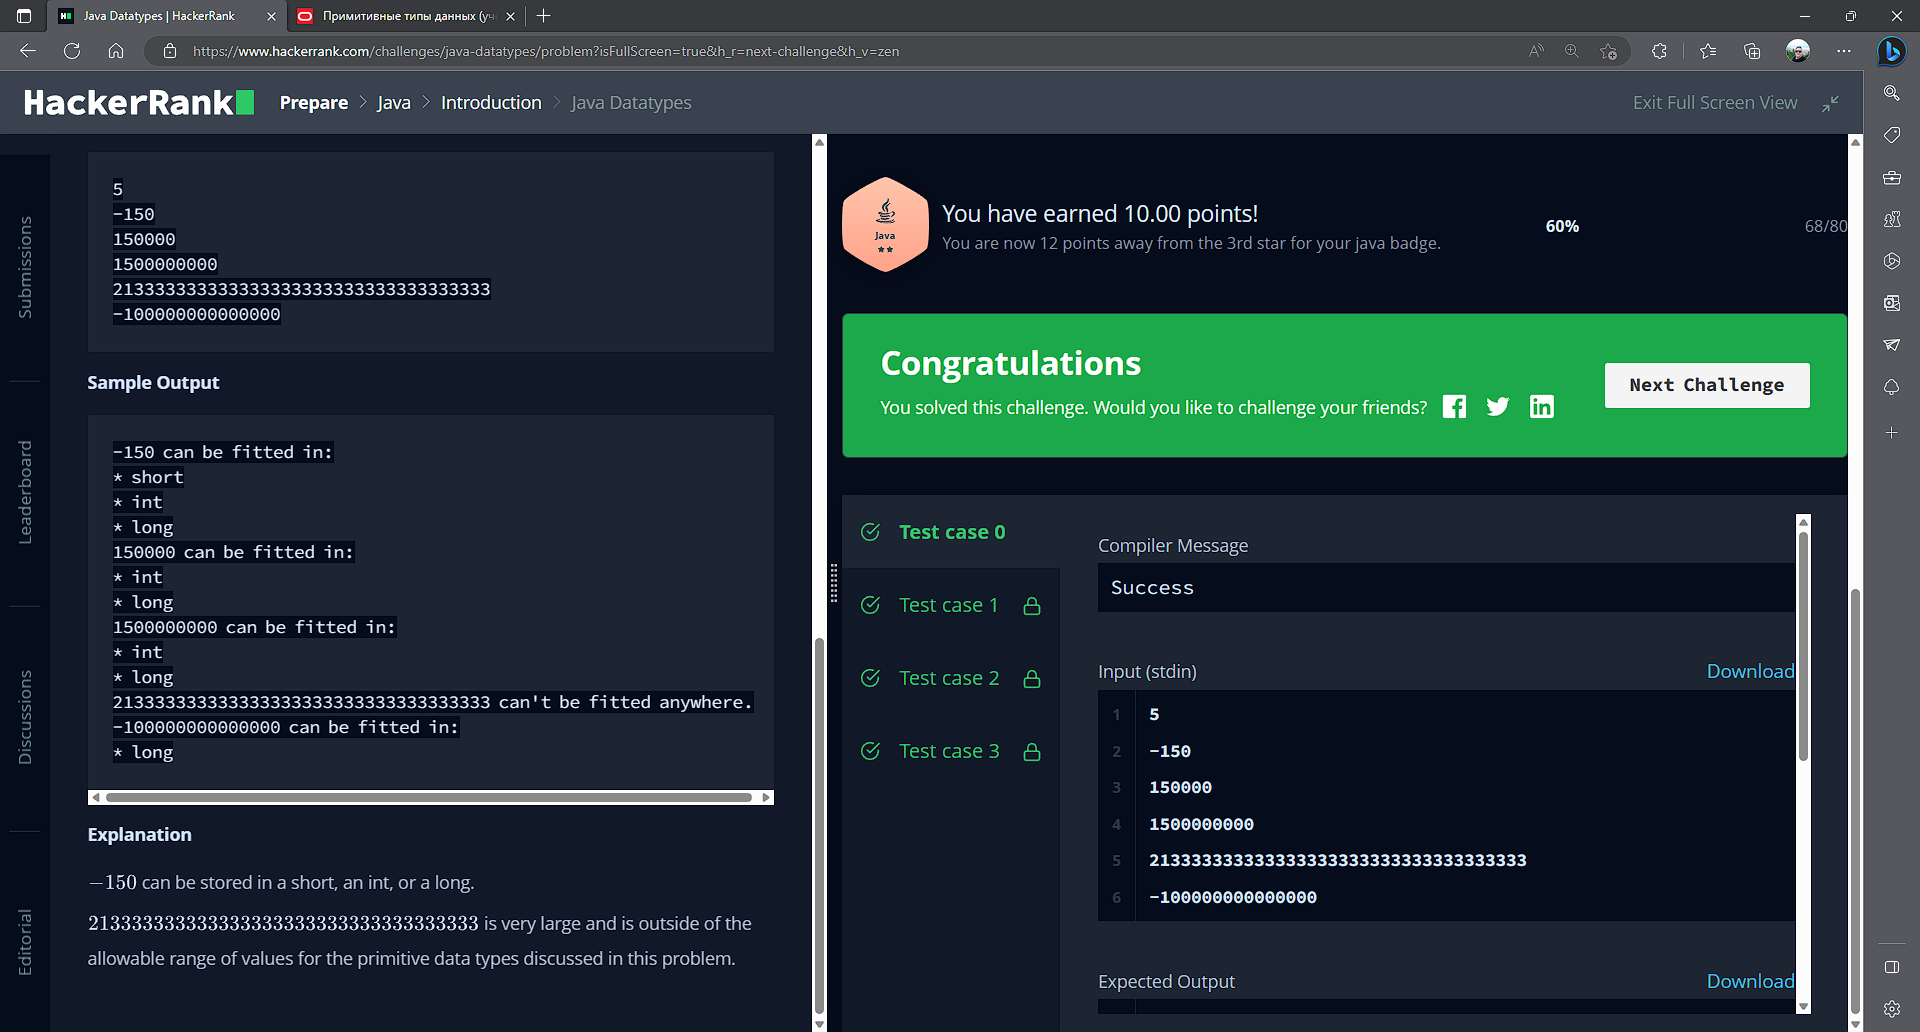 Java Datatypes | HackerRank
Примитивные типы данных (уч
https://www.hackerrank.com/challenges/java-datatypes/problem?isFullScreen=true&h_r=next-challenge&h_v=zen
HackerRank
Prepare > Java > Introduction > Java Datatypes
Exit Full Screen View
Submissions
Leaderboard
Discussions
Editorial
5
-150
150000
1500000000
213333333333333333333333333333333333
-100000000000000
Sample Output
-150 can be fitted in:
* short
* int
* long
150000 can be fitted in:
* int
* long
1500000000 can be fitted in:
* int
* long
213333333333333333333333333333333333 can't be fitted anywhere.
-100000000000000 can be fitted in:
* long
Explanation
−150 can be stored in a short, an int, or a long.
213333333333333333333333333333333333 is very large and is outside of the
allowable range of values for the primitive data types discussed in this problem.
Java
You have earned 10.00 points!
You are now 12 points away from the 3rd star for your java badge.
60%
68/80
Congratulations
You solved this challenge. Would you like to challenge your friends?
Next Challenge
Test case 0
Test case 1
Test case 2
Test case 3
Compiler Message
Success
Input (stdin)
Download
1 5
2 -150
3 150000
4 1500000000
5 213333333333333333333333333333333333
6 -100000000000000
Expected Output
Download